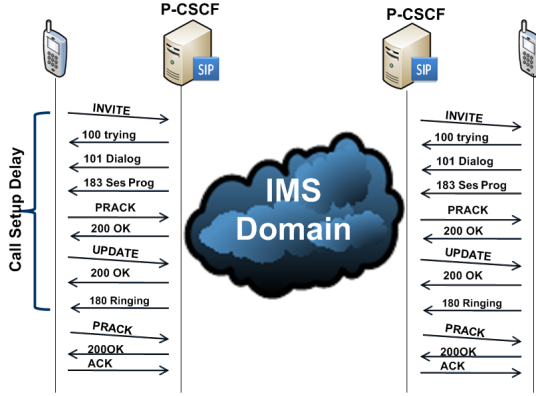 P-CSCF
SIP
INVITE
100 trying
101 Dialog
183 Ses Prog
PRACK
200 OK
UPDATE
200 OK
180 Ringing
PRACK
200OK
ACK
Call Setup Delay
IMS
Domain
P-CSCF
SIP
INVITE
100 trying
101 Dialog
183 Ses Prog
PRACK
200 OK
UPDATE
200 OK
180 Ringing
PRACK
200OK
ACK